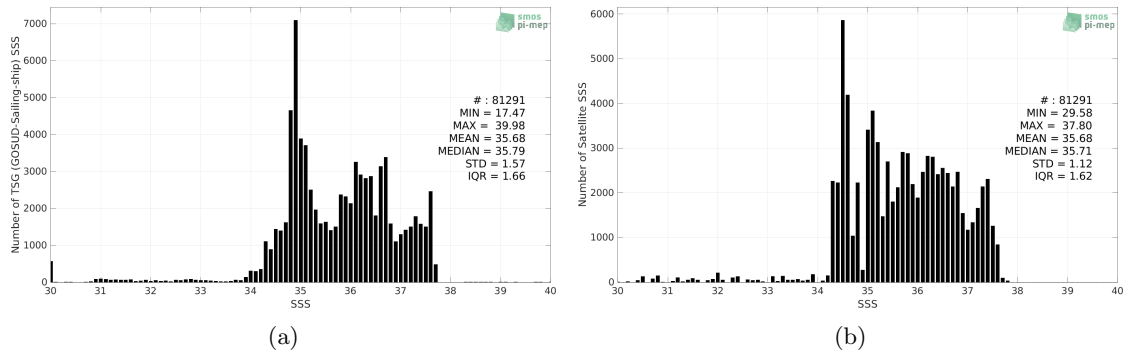 Number of TSG (GOSUD-Sailing-ship) SSS
7000
6000
5000
4000
3000
2000
1000
0
30 31 32 33 34 35 36 37 38 39 40
SSS
smos
pi-mep
# : 81291
MIN = 17.47
MAX = 39.98
MEAN = 35.68
MEDIAN = 35.79
STD = 1.57
IQR = 1.66
(a)
Number of Satellite SSS
6000
5000
4000
3000
2000
1000
0
30 31 32 33 34 35 36 37 38 39 40
SSS
smos
pi-mep
# : 81291
MIN = 29.58
MAX = 37.80
MEAN = 35.68
MEDIAN = 35.71
STD = 1.12
IQR = 1.62
(b)